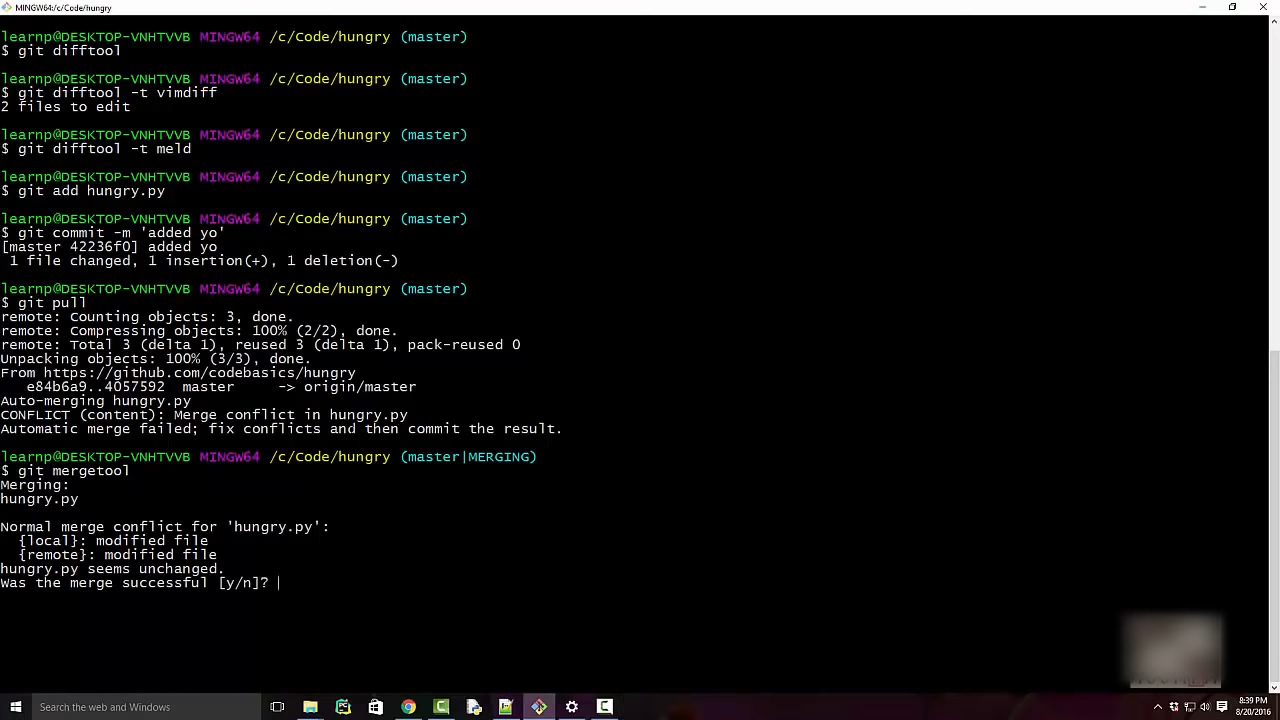 MINGW64:/c/Code/hungry
learnp@DESKTOP-VNHTVVB MINGW64 /c/Code/hungry (master)
$ git difftool
learnp@DESKTOP-VNHTVVB MINGW64 /c/Code/hungry (master)
$ git difftool -t vimdiff
2 files to edit
learnp@DESKTOP-VNHTVVB MINGW64 /c/Code/hungry (master)
$ git difftool -t meld
learnp@DESKTOP-VNHTVVB MINGW64 /c/Code/hungry (master)
$ git add hungry.py
learnp@DESKTOP-VNHTVVB MINGW64 /c/Code/hungry (master)
$ git commit -m 'added yo'
[master 42236f0] added yo
 1 file changed, 1 insertion(+), 1 deletion(-)
learnp@DESKTOP-VNHTVVB MINGW64 /c/Code/hungry (master)
$ git pull
remote: Counting objects: 3, done.
remote: Compressing objects: 100% (2/2), done.
remote: Total 3 (delta 1), reused 3 (delta 1), pack-reused 0
Unpacking objects: 100% (3/3), done.
From https://github.com/codebasics/hungry
   e84b6a9..4057592  master     -> origin/master
Auto-merging hungry.py
CONFLICT (content): Merge conflict in hungry.py
Automatic merge failed; fix conflicts and then commit the result.
learnp@DESKTOP-VNHTVVB MINGW64 /c/Code/hungry (master|MERGING)
$ git mergetool
Merging:
hungry.py
Normal merge conflict for 'hungry.py':
  {local}: modified file
  {remote}: modified file
hungry.py seems unchanged.
Was the merge successful [y/n]?
Search the web and Windows
8:39 PM
8/20/2016